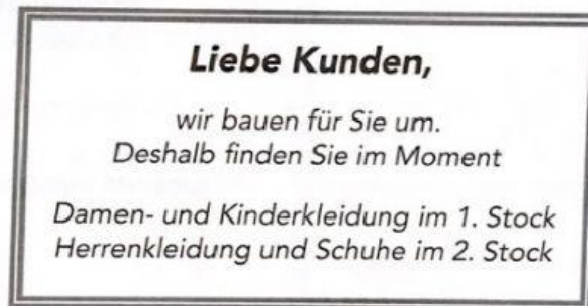 Liebe Kunden,
wir bauen für Sie um.
Deshalb finden Sie im Moment
Damen- und Kinderkleidung im 1. Stock
Herrenkleidung und Schuhe im 2. Stock